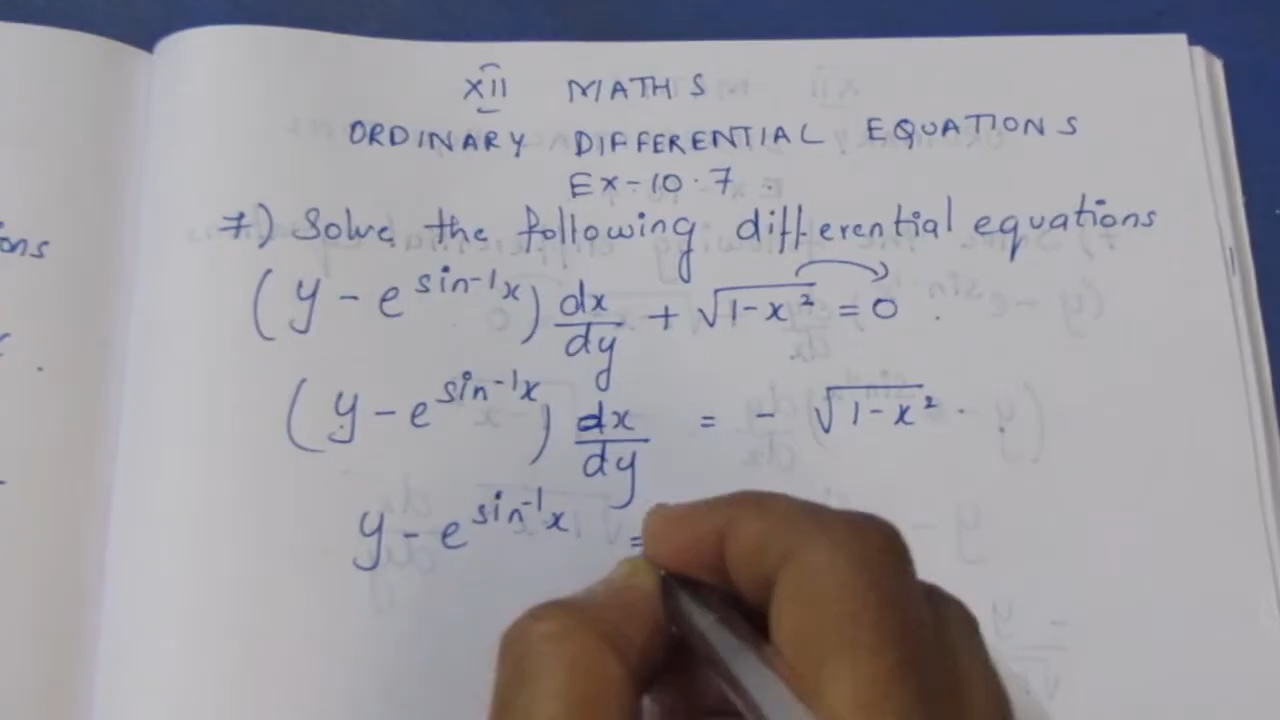 XII MATHS
ORDINARY DIFFERENTIAL EQUATIONS
Ex-10.7
7) Solve the following differential equations
(y - e^{sin^{-1}x}) dx/dy + √(1-x²) = 0.
(y - e^{sin^{-1}x}) dx/dy = - √(1-x²).
y - e^{sin^{-1}x} =